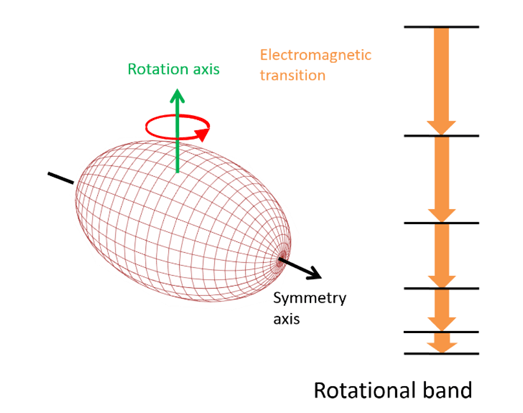 Electromagnetic
transition
Rotation axis
Symmetry
axis
Rotational band